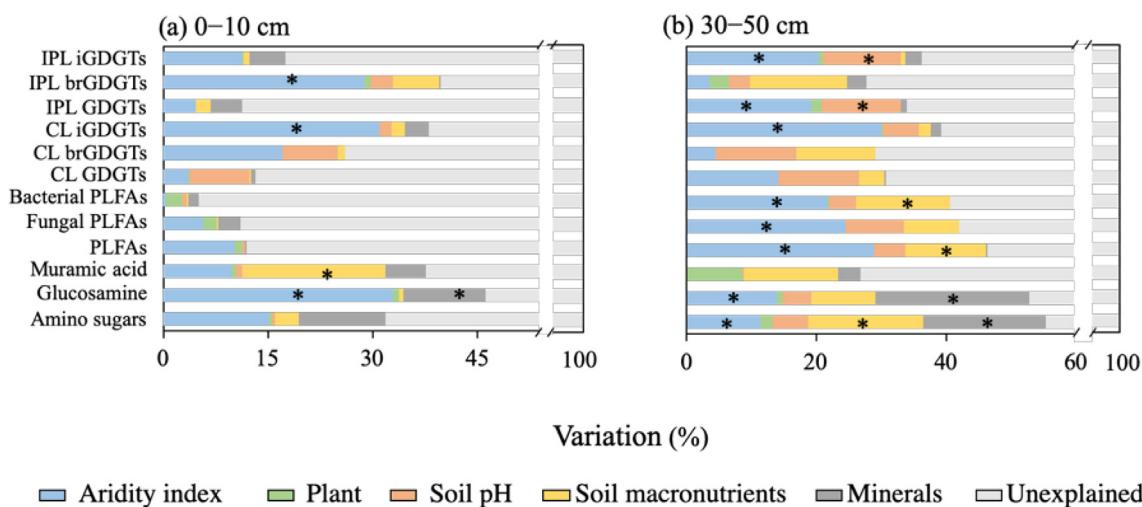 (a) 0−10 cm
(b) 30−50 cm
IPL iGDGTs
IPL brGDGTs
IPL GDGTs
CL iGDGTs
CL brGDGTs
CL GDGTs
Bacterial PLFAs
Fungal PLFAs
PLFAs
Muramic acid
Glucosamine
Amino sugars
0 15 30 45 100
0 20 40 60 100
Variation (%)
Aridity index Plant Soil pH Soil macronutrients Minerals Unexplained